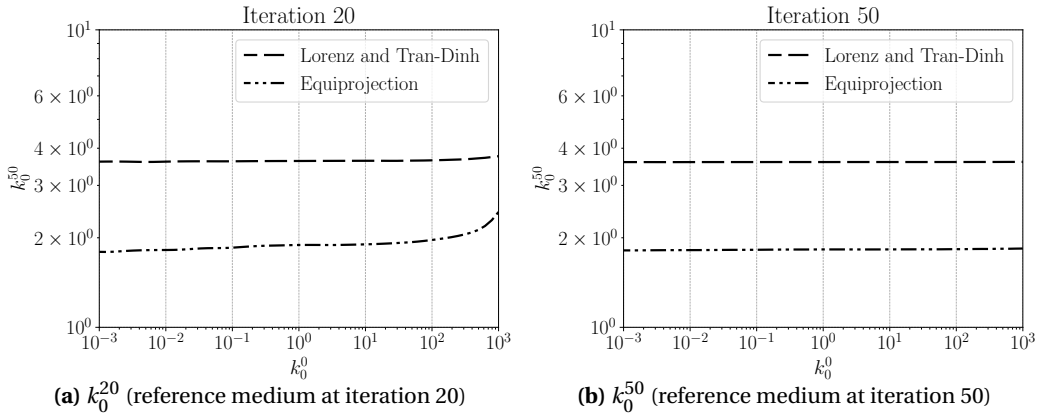 Iteration 20
10^1
6 × 10^0
4 × 10^0
3 × 10^0
2 × 10^0
10^0
k_0^50
Lorenz and Tran-Dinh
Equiprojection
10^−3 10^−2 10^−1 10^0 10^1 10^2 10^3
k_0^0
(a) k_0^20 (reference medium at iteration 20)
Iteration 50
10^1
6 × 10^0
4 × 10^0
3 × 10^0
2 × 10^0
10^0
k_0^50
Lorenz and Tran-Dinh
Equiprojection
10^−3 10^−2 10^−1 10^0 10^1 10^2 10^3
k_0^0
(b) k_0^50 (reference medium at iteration 50)